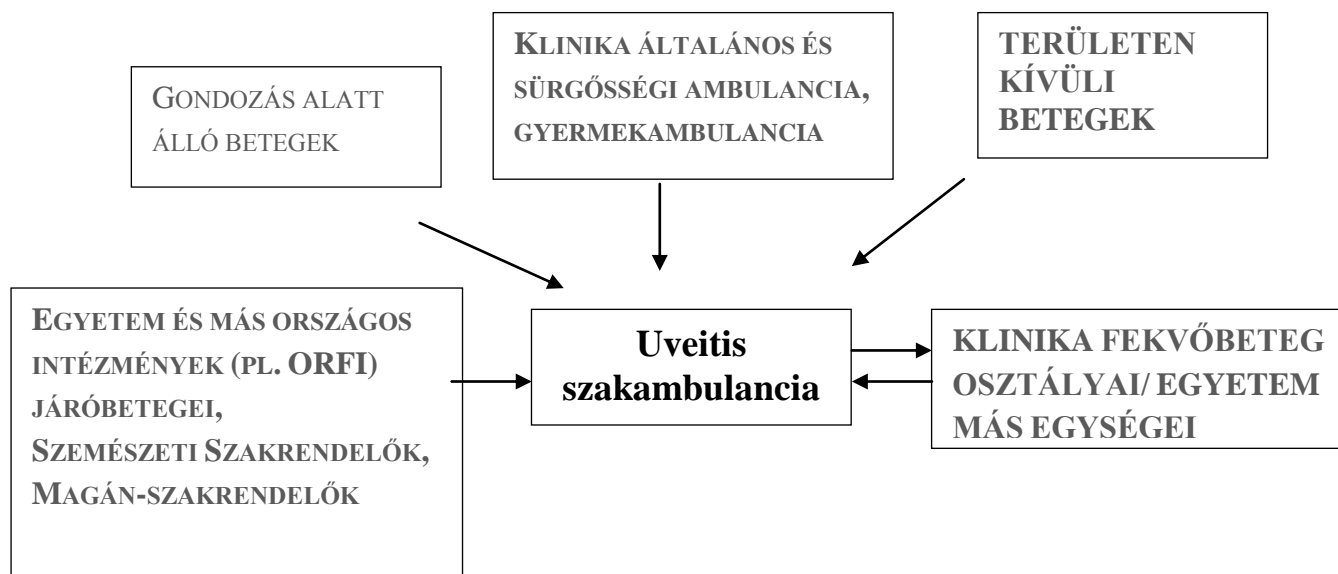 GONDOZÁS ALATT
ÁLLÓ BETEGEK
KLINIKA ÁLTALÁNOS ÉS
SÜRGŐSSÉGI AMBULANCIA,
GYERMEKAMBULANCIA
TERÜLETEN
KÍVÜLI
BETEGEK
EGYETEM ÉS MÁS ORSZÁGOS
INTÉZMÉNYEK (PL. ORFI)
JÁRÓBETEGEI,
SZEMÉSZETI SZAKRENDELŐK,
MAGÁN-SZAKRENDELŐK
Uveitis
szakambulancia
KLINIKA FEKVŐBETEG
OSZTÁLYAI/ EGYETEM
MÁS EGYSÉGEI